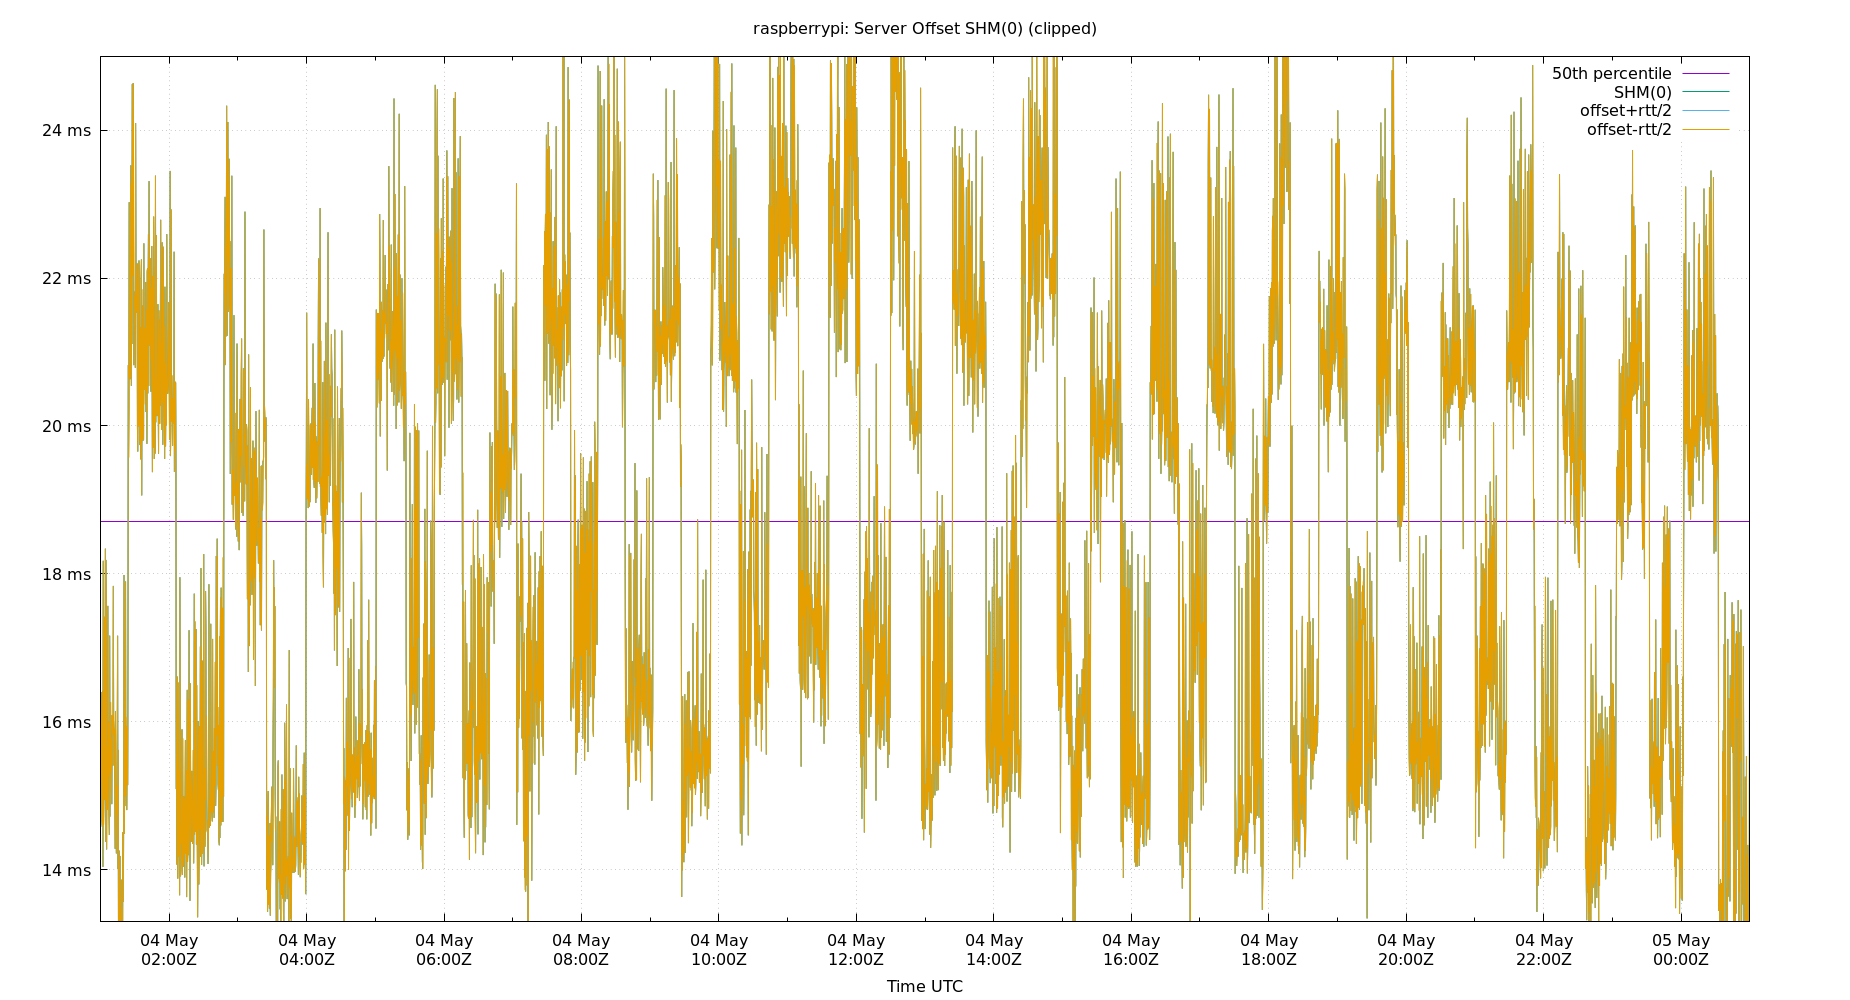 raspberrypi: Server Offset SHM(0) (clipped)
50th percentile
SHM(0)
offset+rtt/2
offset-rtt/2
24 ms
22 ms
20 ms
18 ms
16 ms
14 ms
04 May 04 May 04 May 04 May 04 May 04 May 04 May 04 May 04 May 04 May 04 May 05 May
02:00Z 04:00Z 06:00Z 08:00Z 10:00Z 12:00Z 14:00Z 16:00Z 18:00Z 20:00Z 22:00Z 00:00Z
Time UTC